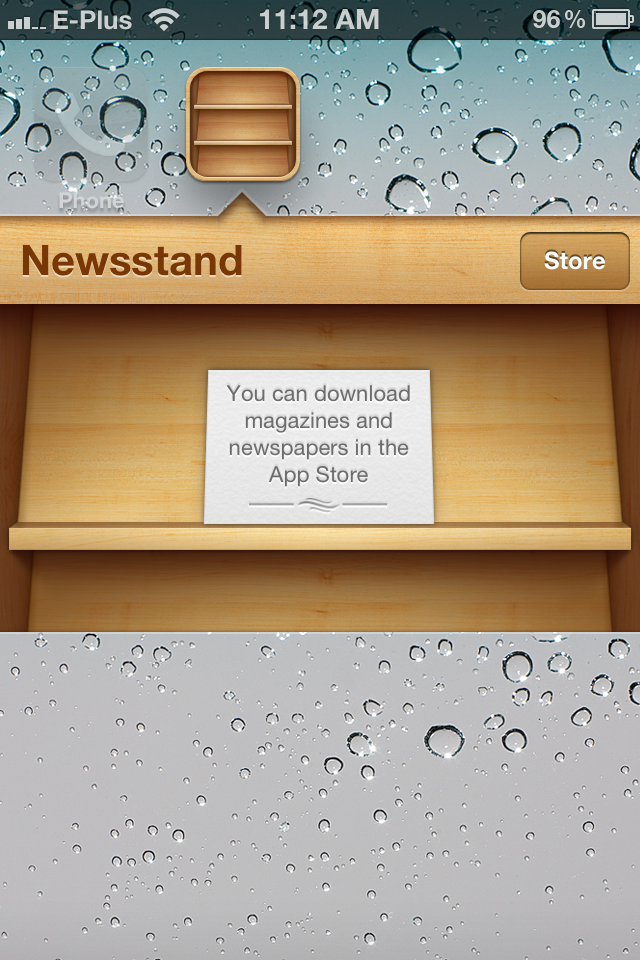 E-Plus 11:12 AM 96 %
Phone
Newsstand
Store
You can download
magazines and
newspapers in the
App Store